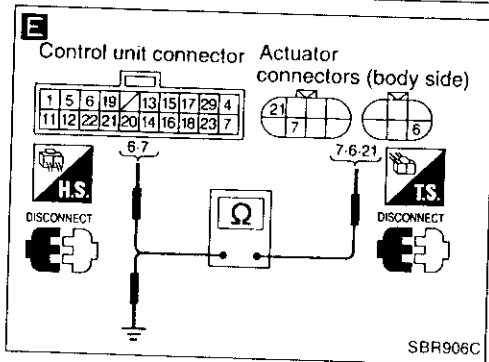 E
Control unit connector
Actuator connectors (body side)
1 5 6 19 13 15 17 29 4
11 12 22 21 20 14 16 18 23 7
21
7
6
6·7
7·6·21
H.S.
T.S.
DISCONNECT
DISCONNECT
Ω
SBR906C